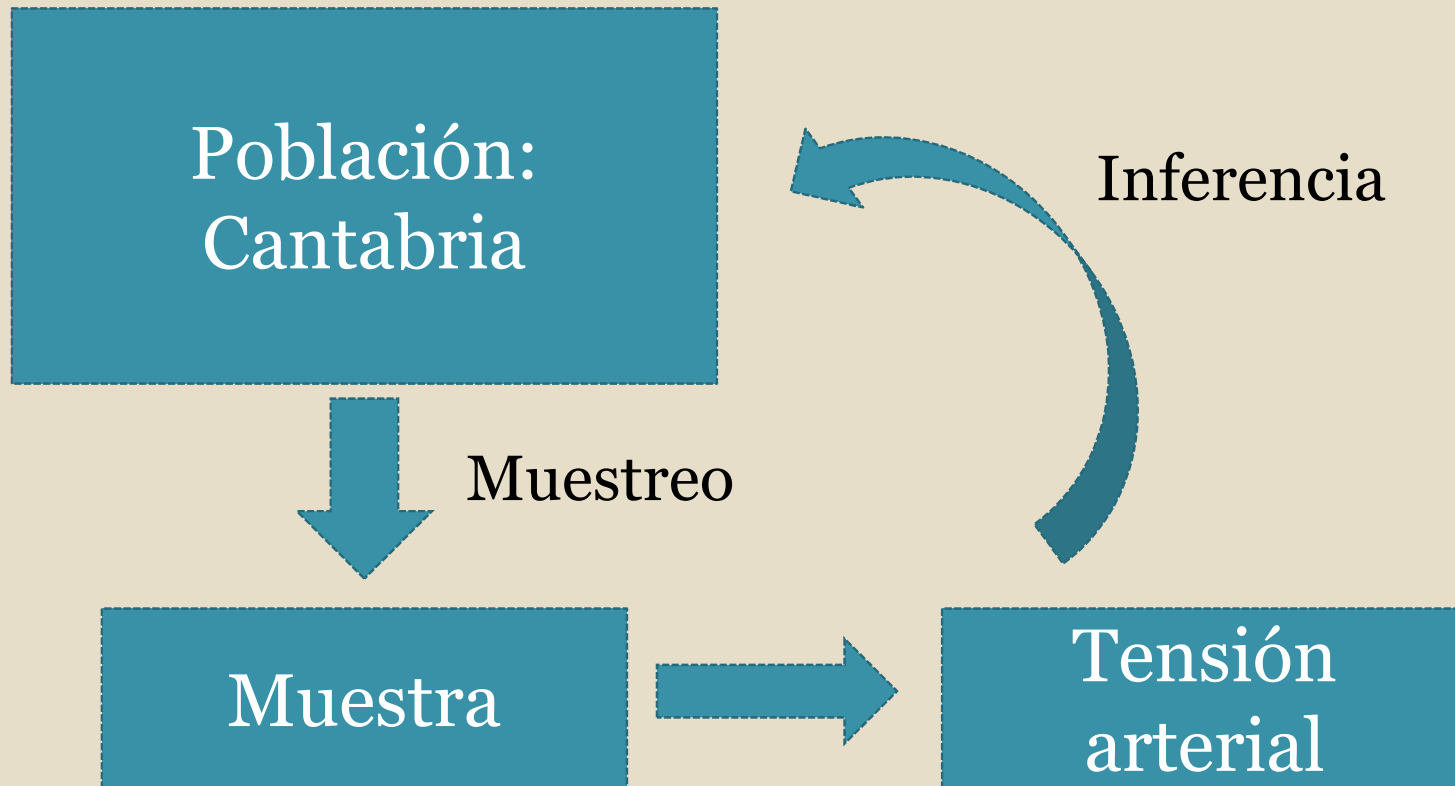 Población:
Cantabria
Inferencia
Muestreo
Muestra
Tensión
arterial